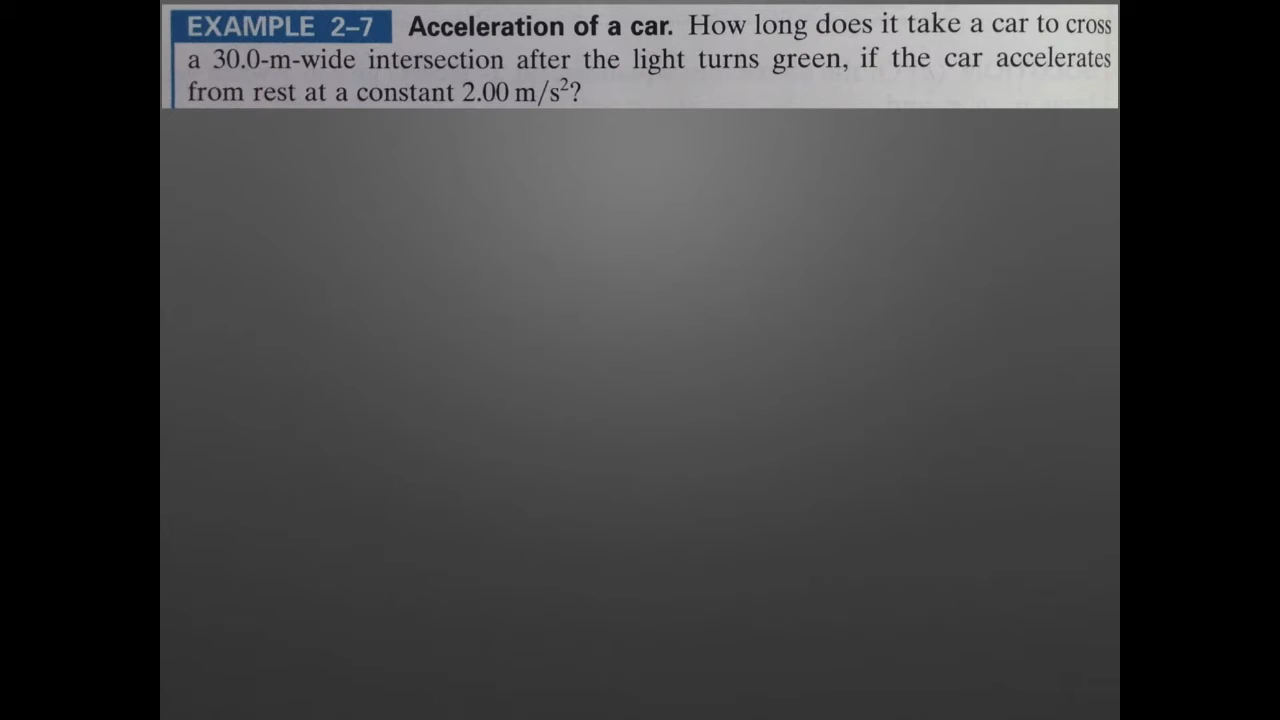 EXAMPLE 2–7 Acceleration of a car. How long does it take a car to cross
a 30.0-m-wide intersection after the light turns green, if the car accelerates
from rest at a constant 2.00 m/s²?